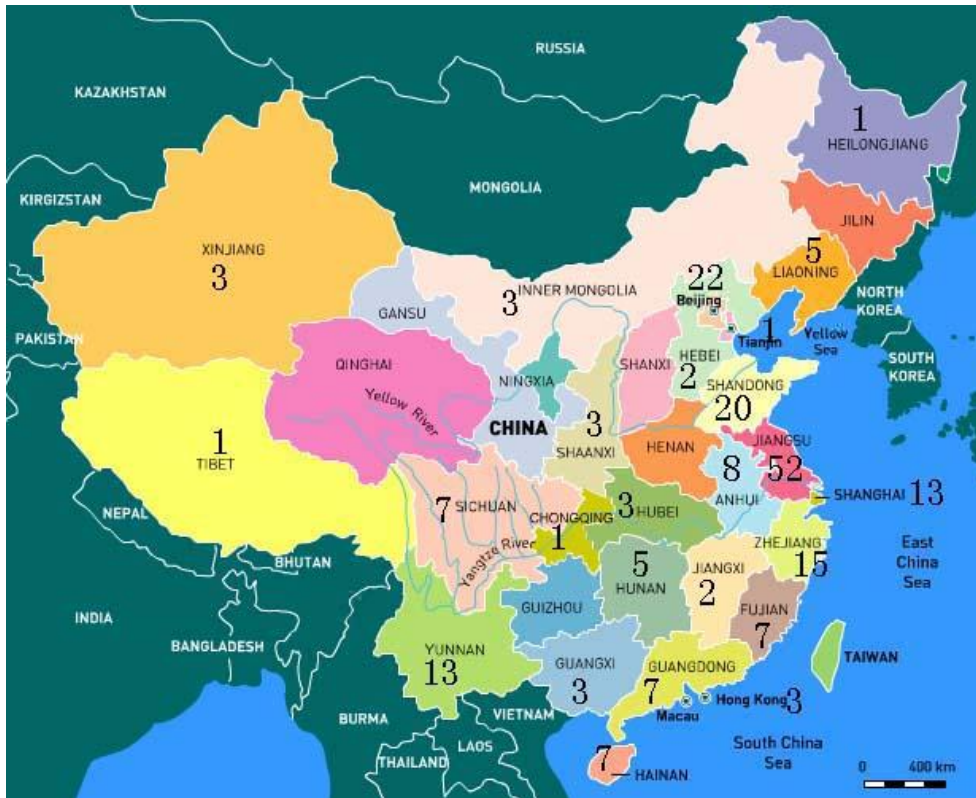 RUSSIA
KAZAKHSTAN
1
HEILONGJIANG
MONGOLIA
KIRGIZSTAN
JILIN
XINJIANG
3
5
LIAONING
22
Beijing
3
INNER MONGOLIA
GANSU
NORTH
KOREA
1
Tianjin
Yellow
Sea
PAKISTAN
QINGHAI
SHANXI
HEBEI
2
SOUTH
KOREA
NINGXIA
SHANDONG
20
Yellow River
CHINA
3
SHAANXI
HENAN
JIANGSU
52
1
TIBET
8
ANHUI
SHANGHAI 13
7
SICHUAN
3
HUBEI
CHONGQING
1
NEPAL
Yangtze River
ZHEJIANG
15
East
China
Sea
BHUTAN
JIANGXI
2
5
HUNAN
INDIA
GUIZHOU
FUJIAN
7
BANGLADESH
YUNNAN
13
GUANGXI
3
GUANGDONG
7
TAIWAN
Hong Kong 3
Macau
BURMA
VIETNAM
LAOS
THAILAND
South China
Sea
7
HAINAN
0 400 km